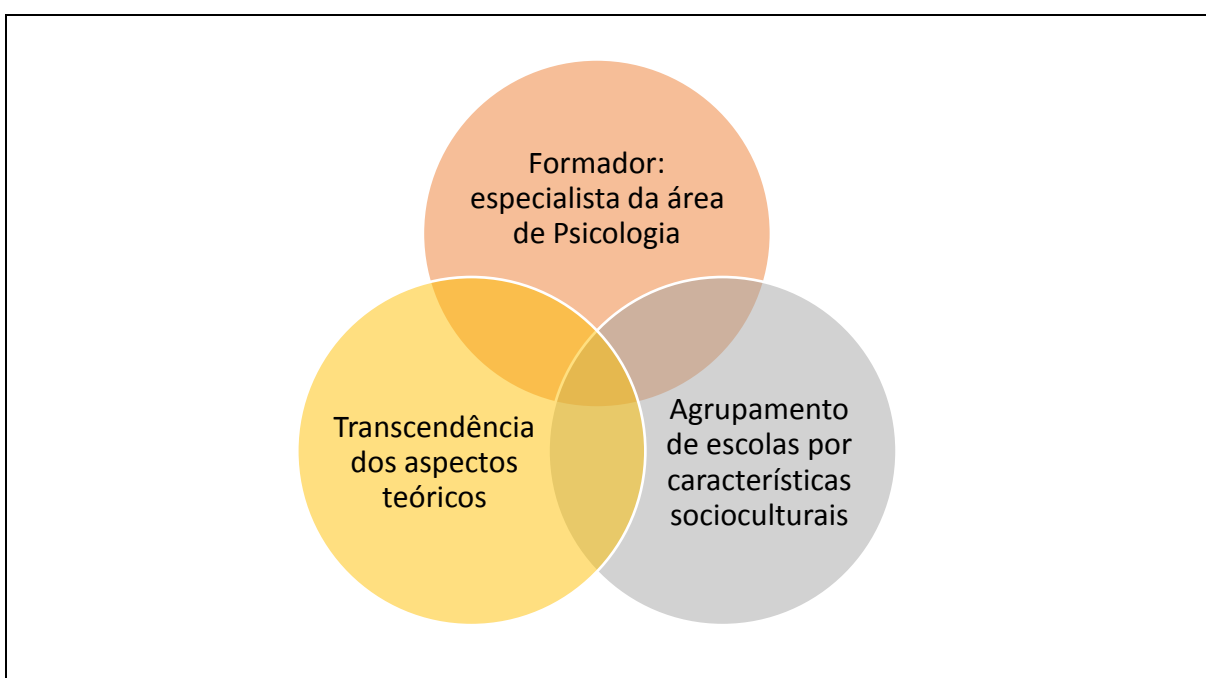 Formador:
especialista da área
de Psicologia
Transcendência
dos aspectos
teóricos
Agrupamento
de escolas por
características
socioculturais